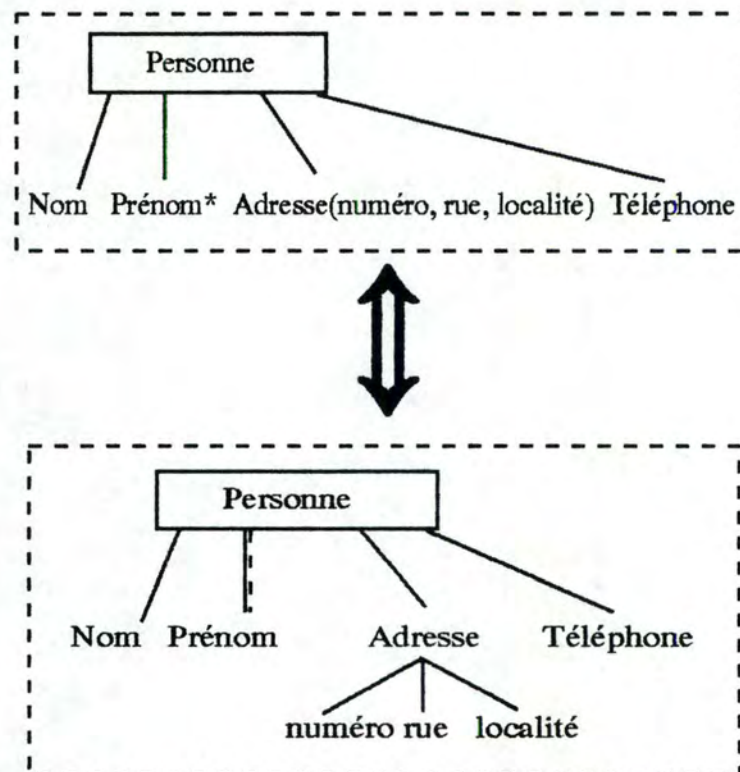 Personne
Nom Prénom* Adresse(numéro, rue, localité) Téléphone
Personne
Nom Prénom Adresse Téléphone
numéro rue localité